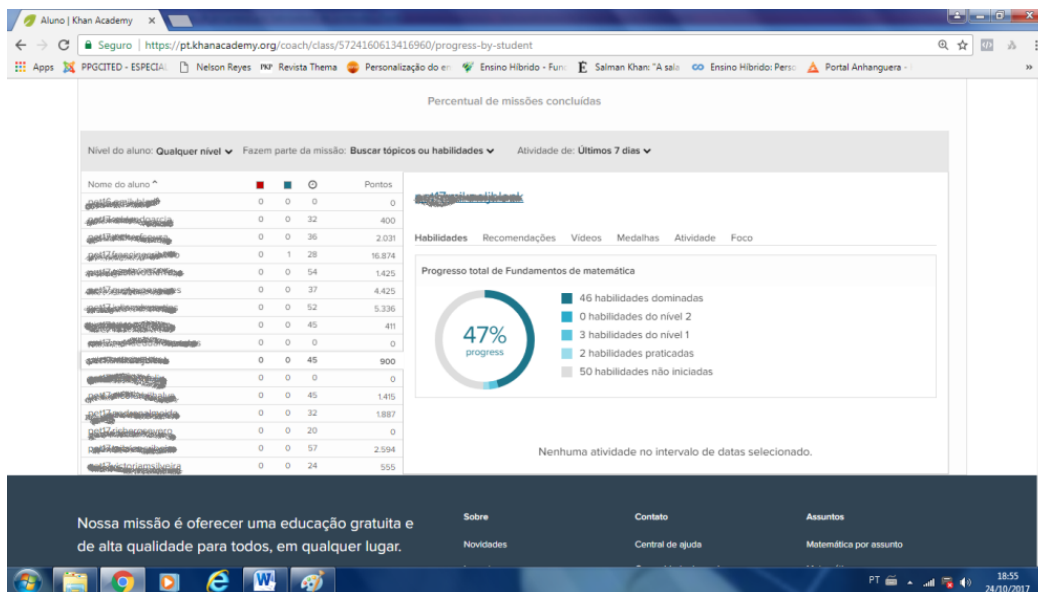 Aluno | Khan Academy
Seguro | https://pt.khanacademy.org/coach/class/5724160613416960/progress-by-student
Apps PPGCITED - ESPECIAL Nelson Reyes PKP Revista Thema Personalização do en Ensino Híbrido - Func Salman Khan: "A sala Ensino Híbrido: Perso Portal Anhanguera - »
Percentual de missões concluídas
Nível do aluno: Qualquer nível Fazem parte da missão: Buscar tópicos ou habilidades Atividade de: Últimos 7 dias
Nome do aluno Pontos
0 0 0 0
0 0 32 400
0 0 36 2.031
0 1 28 16.874
0 0 54 1.425
0 0 37 4.425
0 0 52 5.336
0 0 45 411
0 0 0 0
0 0 45 900
0 0 0 0
0 0 45 1.415
0 0 32 1.887
0 0 20 0
0 0 57 2.594
0 0 24 555
Habilidades Recomendações Vídeos Medalhas Atividade Foco
Progresso total de Fundamentos de matemática
47%
progress
46 habilidades dominadas
0 habilidades do nível 2
3 habilidades do nível 1
2 habilidades praticadas
50 habilidades não iniciadas
Nenhuma atividade no intervalo de datas selecionado.
Nossa missão é oferecer uma educação gratuita e
de alta qualidade para todos, em qualquer lugar.
Sobre Contato Assuntos
Novidades Central de ajuda Matemática por assunto
PT 18:55
24/10/2017